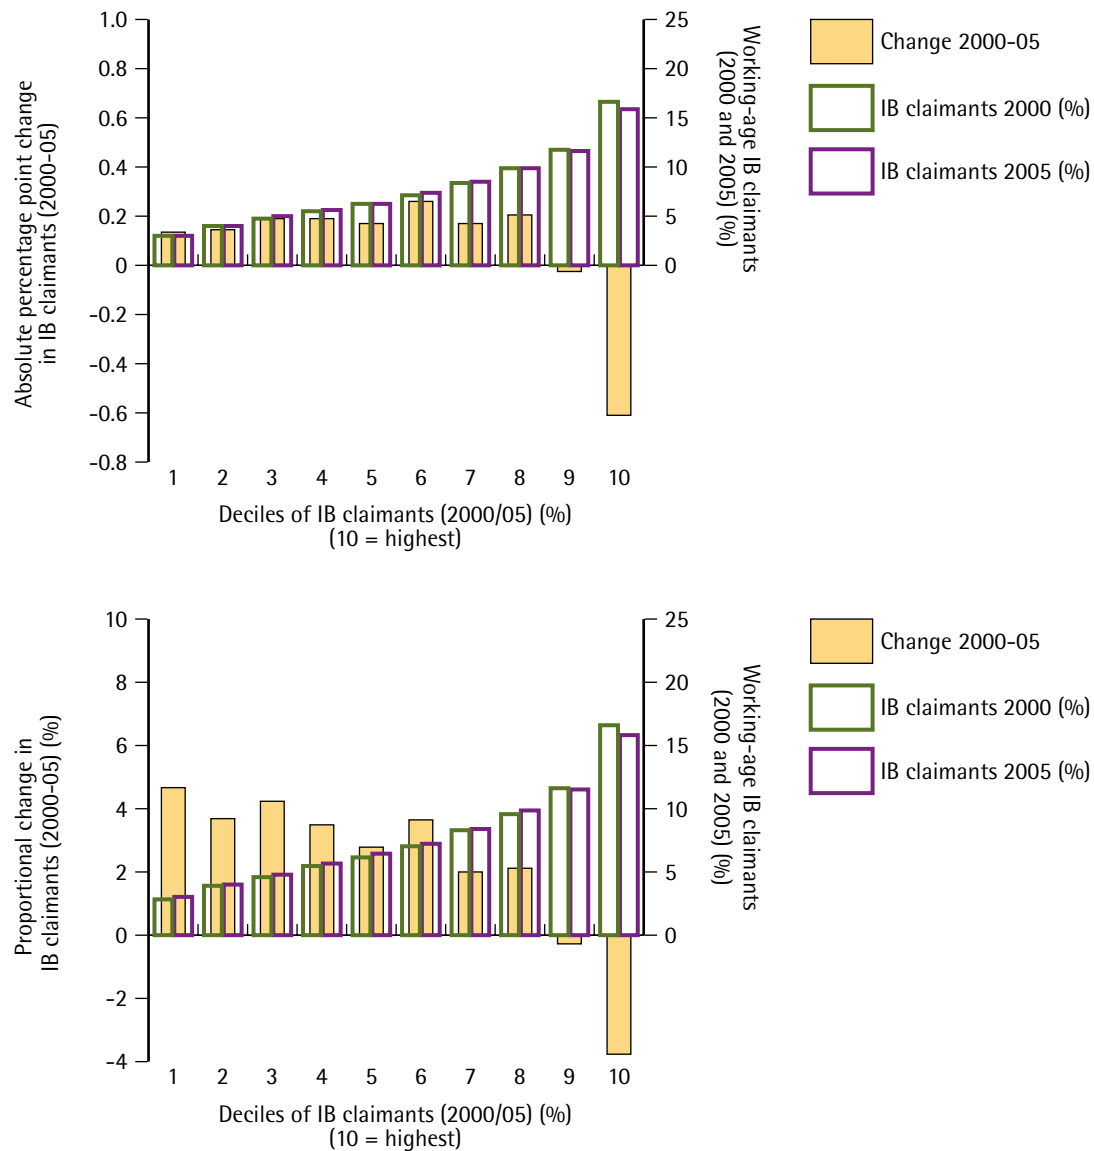 Absolute percentage point change
in IB claimants (2000-05)
1.0
0.8
0.6
0.4
0.2
0
-0.2
-0.4
-0.6
-0.8
25
20
15
10
5
0
Working-age IB claimants
(2000 and 2005) (%)
Change 2000-05
IB claimants 2000 (%)
IB claimants 2005 (%)
1 2 3 4 5 6 7 8 9 10
Deciles of IB claimants (2000/05) (%)
(10 = highest)
Proportional change in
IB claimants (2000-05) (%)
10
8
6
4
2
0
-2
-4
25
20
15
10
5
0
Working-age IB claimants
(2000 and 2005) (%)
Change 2000-05
IB claimants 2000 (%)
IB claimants 2005 (%)
1 2 3 4 5 6 7 8 9 10
Deciles of IB claimants (2000/05) (%)
(10 = highest)